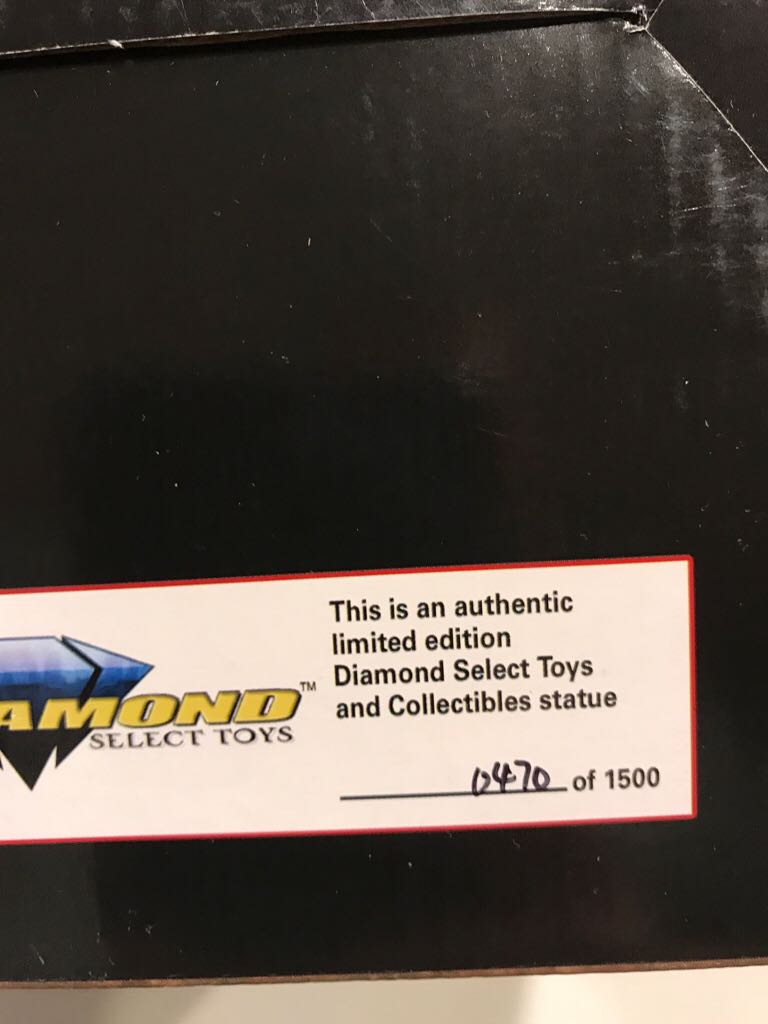 AMOND™
SELECT TOYS
This is an authentic
limited edition
Diamond Select Toys
and Collectibles statue
0470 of 1500